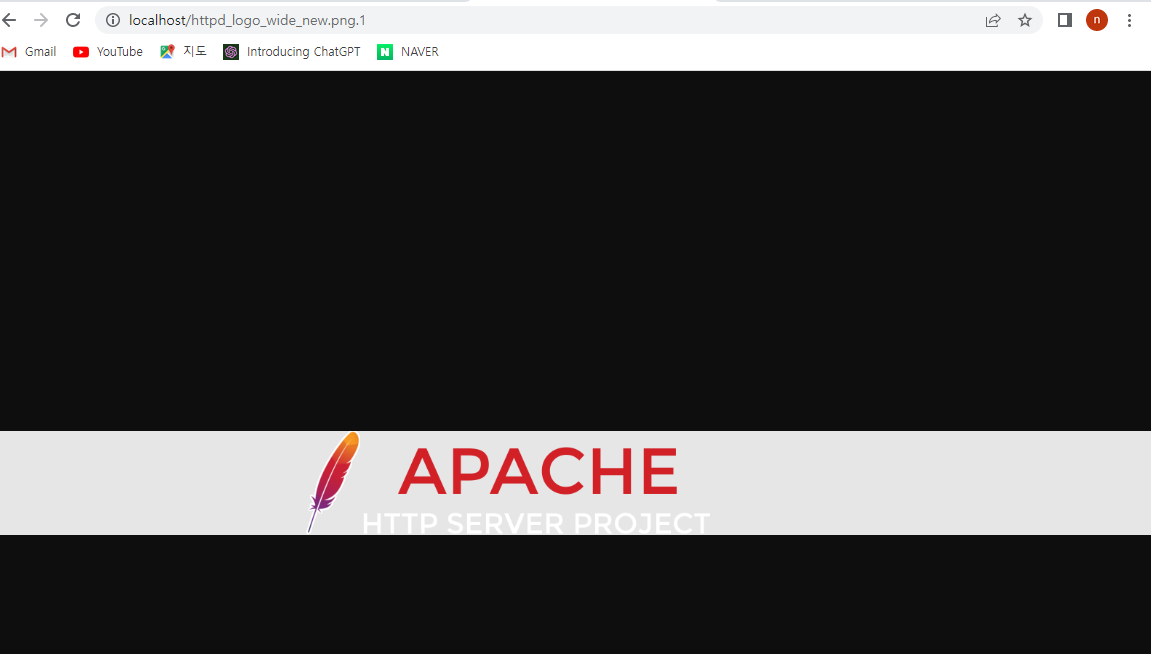 localhost/httpd_logo_wide_new.png.1
n
Gmail YouTube 지도 Introducing ChatGPT N NAVER
APACHE
HTTP SERVER PROJECT